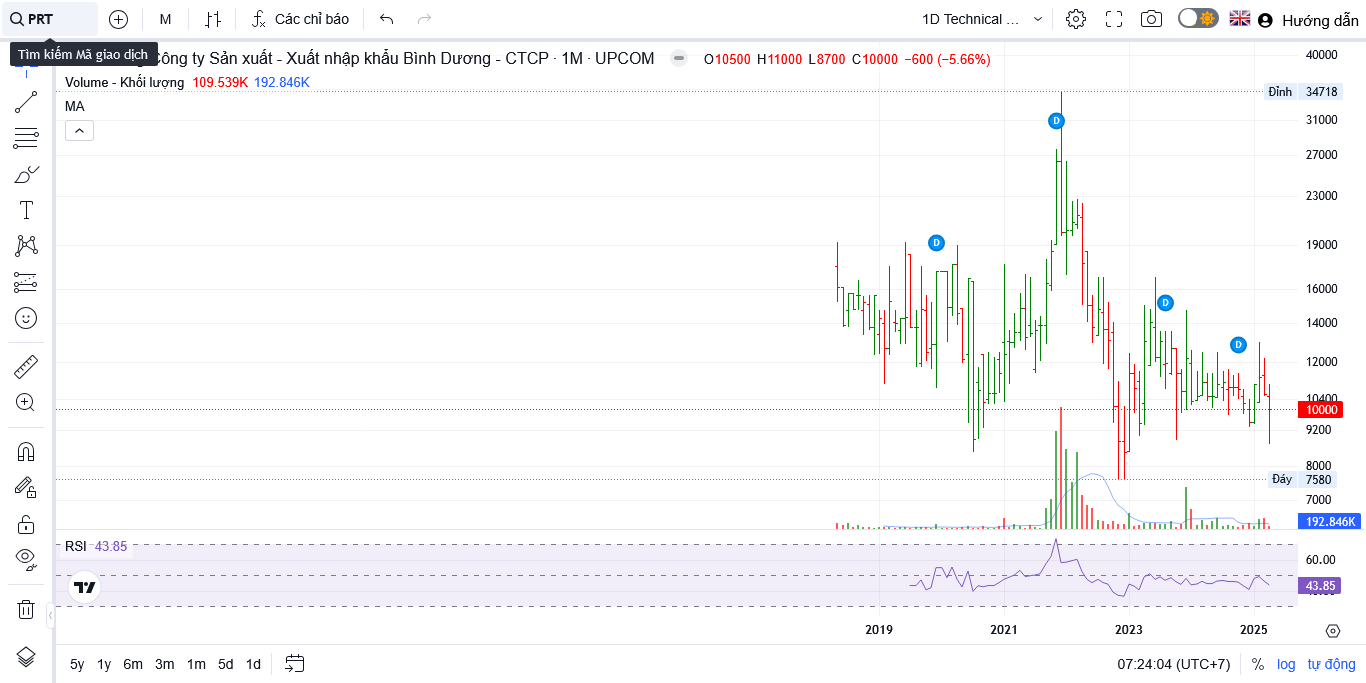 PRT
M
Các chỉ báo
1D Technical ...
Hướng dẫn
Tìm kiếm Mã giao dịch
Công ty Sản xuất - Xuất nhập khẩu Bình Dương - CTCP · 1M · UPCOM
O10500 H11000 L8700 C10000 −600 (−5.66%)
Volume - Khối lượng 109.539K 192.846K
MA
40000
Đỉnh 34718
31000
27000
23000
19000
16000
14000
12000
10400
10000
9200
8000
Đáy 7580
7000
192.846K
D
D
D
D
RSI 43.85
60.00
43.85
2019 2021 2023 2025
5y 1y 6m 3m 1m 5d 1d
07:24:04 (UTC+7) % log tự động